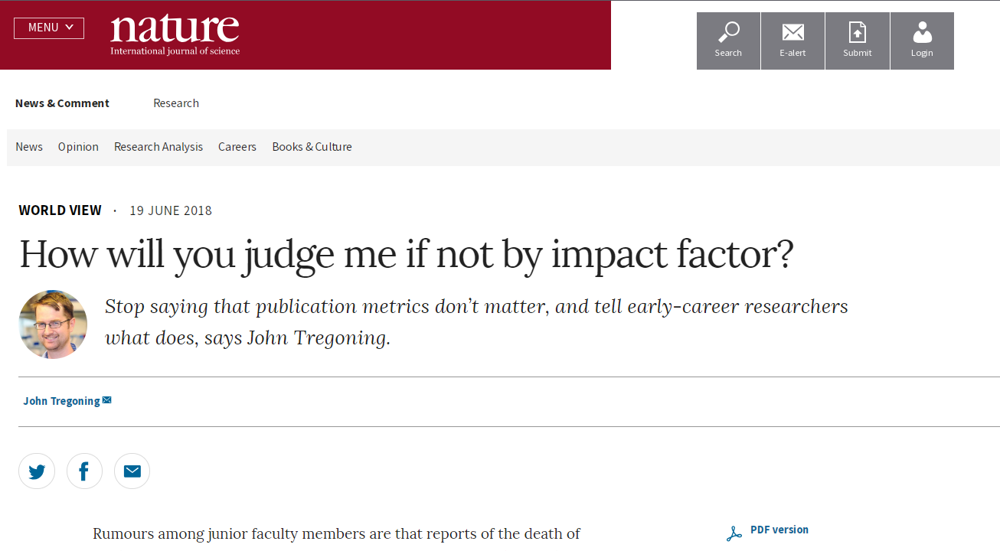 MENU
nature
International journal of science
Search
E-alert
Submit
Login
News & Comment
Research
News
Opinion
Research Analysis
Careers
Books & Culture
WORLD VIEW · 19 JUNE 2018
How will you judge me if not by impact factor?
Stop saying that publication metrics don’t matter, and tell early-career researchers
what does, says John Tregoning.
John Tregoning
Rumours among junior faculty members are that reports of the death of
PDF version